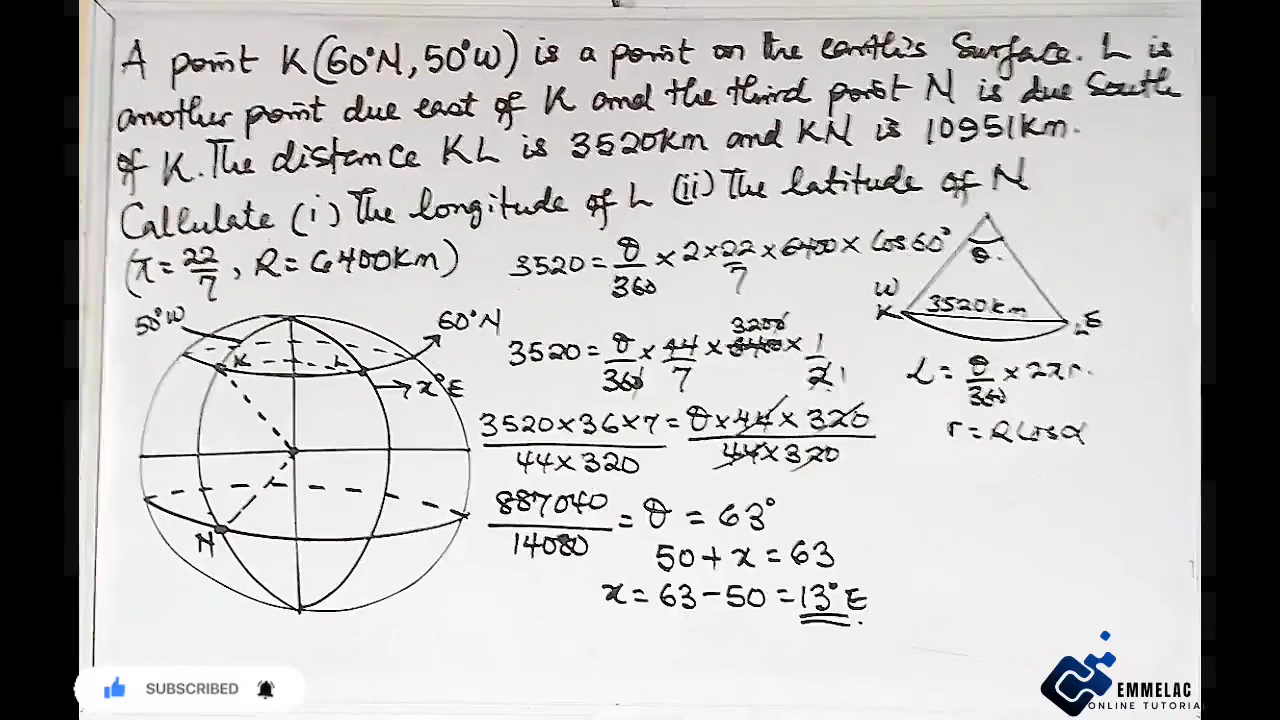 A point K(60°N, 50°W) is a point on the earth's Surface. L is
another point due east of K and the third point N is due South
of K. The distance KL is 3520km and KN is 10951km.
Calculate (i) The longitude of L (ii) The latitude of N
(π = 22/7, R = 6400km)
3520 = θ/360 × 2 × 22/7 × 6400 × Cos 60°
3520 = θ/360 × 44/7 × 6400 3200 × 1/2 1
3520×36×7/44×320 = θ×44×320/44×320
887040/14080 = θ = 63°
50 + x = 63
x = 63 - 50 = 13°E
θ
W
K
3520km
E
L
L = θ/360 × 2πr
r = R Cos α
50°W
60°N
K
L
x°E
N
SUBSCRIBED
EMMELAC
ONLINE TUTORIA